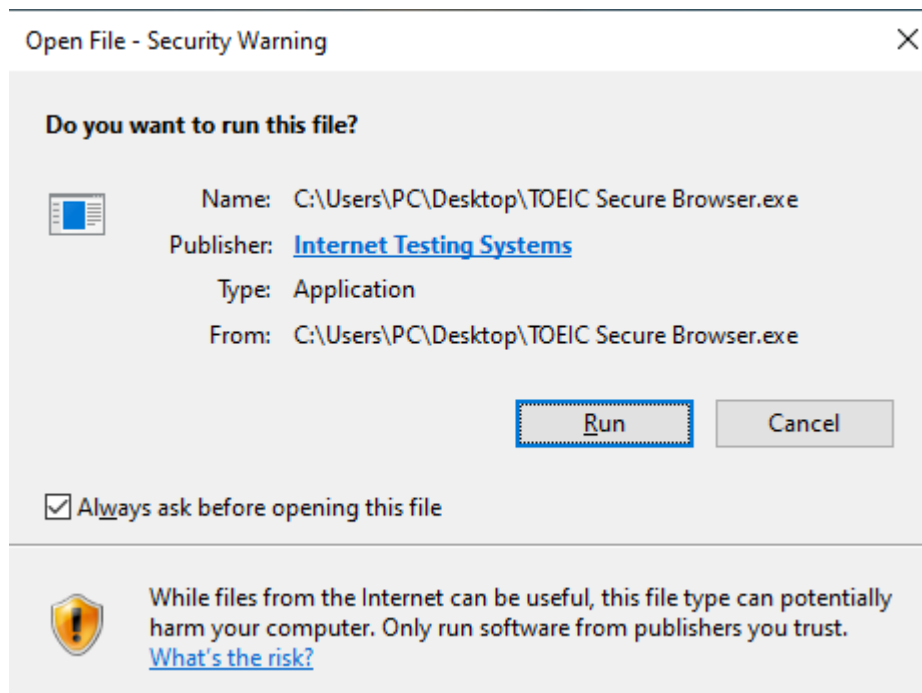 Open File - Security Warning
Do you want to run this file?
Name: C:\Users\PC\Desktop\TOEIC Secure Browser.exe
Publisher: Internet Testing Systems
Type: Application
From: C:\Users\PC\Desktop\TOEIC Secure Browser.exe
Run Cancel
Always ask before opening this file
While files from the Internet can be useful, this file type can potentially
harm your computer. Only run software from publishers you trust.
What's the risk?